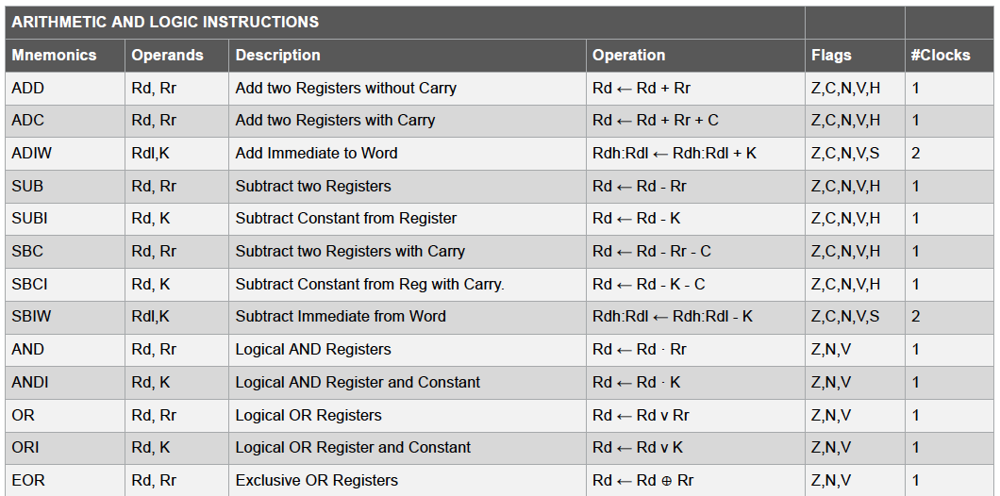 ARITHMETIC AND LOGIC INSTRUCTIONS
Mnemonics Operands Description Operation Flags #Clocks
ADD Rd, Rr Add two Registers without Carry Rd ← Rd + Rr Z,C,N,V,H 1
ADC Rd, Rr Add two Registers with Carry Rd ← Rd + Rr + C Z,C,N,V,H 1
ADIW Rdl,K Add Immediate to Word Rdh:Rdl ← Rdh:Rdl + K Z,C,N,V,S 2
SUB Rd, Rr Subtract two Registers Rd ← Rd - Rr Z,C,N,V,H 1
SUBI Rd, K Subtract Constant from Register Rd ← Rd - K Z,C,N,V,H 1
SBC Rd, Rr Subtract two Registers with Carry Rd ← Rd - Rr - C Z,C,N,V,H 1
SBCI Rd, K Subtract Constant from Reg with Carry. Rd ← Rd - K - C Z,C,N,V,H 1
SBIW Rdl,K Subtract Immediate from Word Rdh:Rdl ← Rdh:Rdl - K Z,C,N,V,S 2
AND Rd, Rr Logical AND Registers Rd ← Rd · Rr Z,N,V 1
ANDI Rd, K Logical AND Register and Constant Rd ← Rd · K Z,N,V 1
OR Rd, Rr Logical OR Registers Rd ← Rd v Rr Z,N,V 1
ORI Rd, K Logical OR Register and Constant Rd ← Rd v K Z,N,V 1
EOR Rd, Rr Exclusive OR Registers Rd ← Rd ⊕ Rr Z,N,V 1